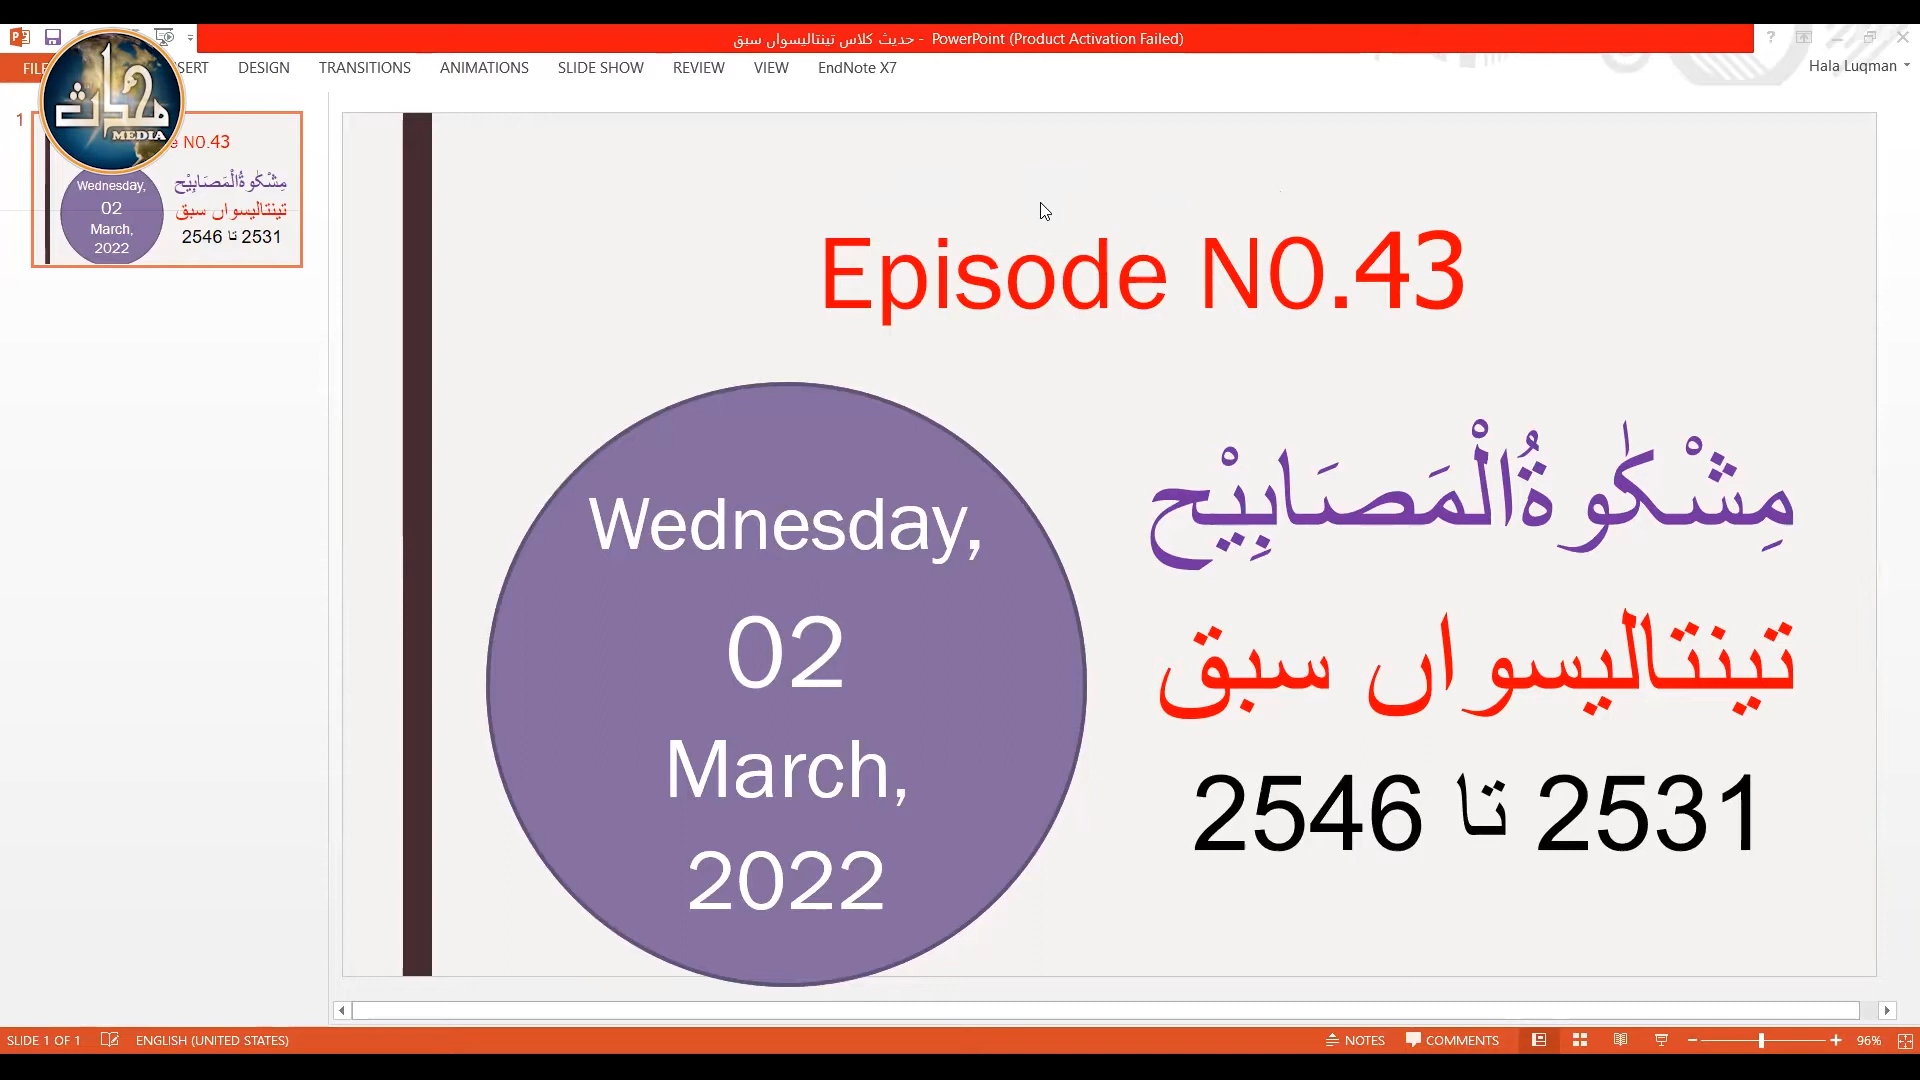 حدیث کلاس تینتالیسواں سبق - PowerPoint (Product Activation Failed)
FILE
SERT DESIGN TRANSITIONS ANIMATIONS SLIDE SHOW REVIEW VIEW EndNote X7
Hala Luqman
محدث
MEDIA
1
e N0.43
Wednesday,
02
March,
2022
مِشْکٰوةُالْمَصَابِيْح
تینتالیسواں سبق
2531 تا 2546
Episode N0.43
Wednesday,
02
March,
2022
مِشْکٰوةُالْمَصَابِيْح
تینتالیسواں سبق
2531 تا 2546
SLIDE 1 OF 1 ENGLISH (UNITED STATES) NOTES COMMENTS 96%